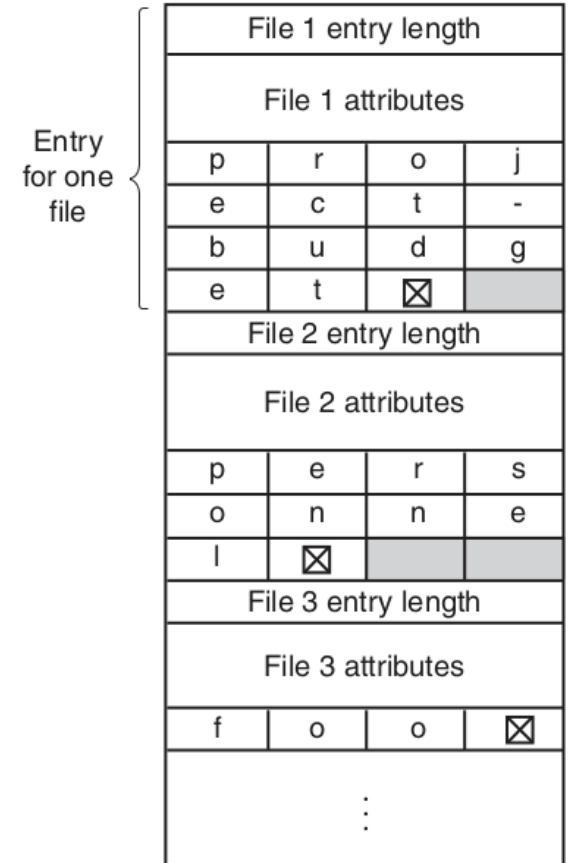 Entry
for one
file
File 1 entry length
File 1 attributes
p r o j
e c t -
b u d g
e t
File 2 entry length
File 2 attributes
p e r s
o n n e
l
File 3 entry length
File 3 attributes
f o o
⋮